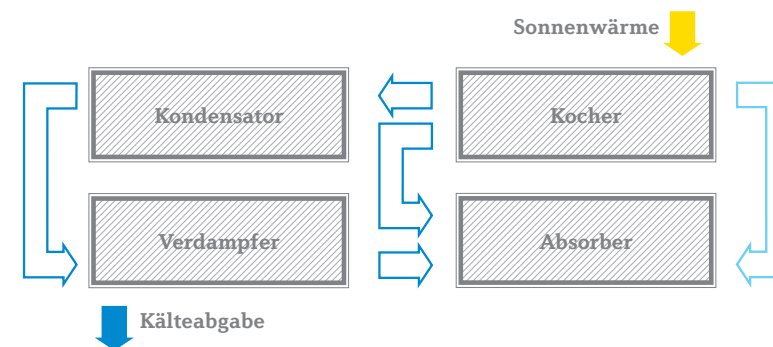 Sonnenwärme
Kondensator
Kocher
Verdampfer
Absorber
Kälteabgabe